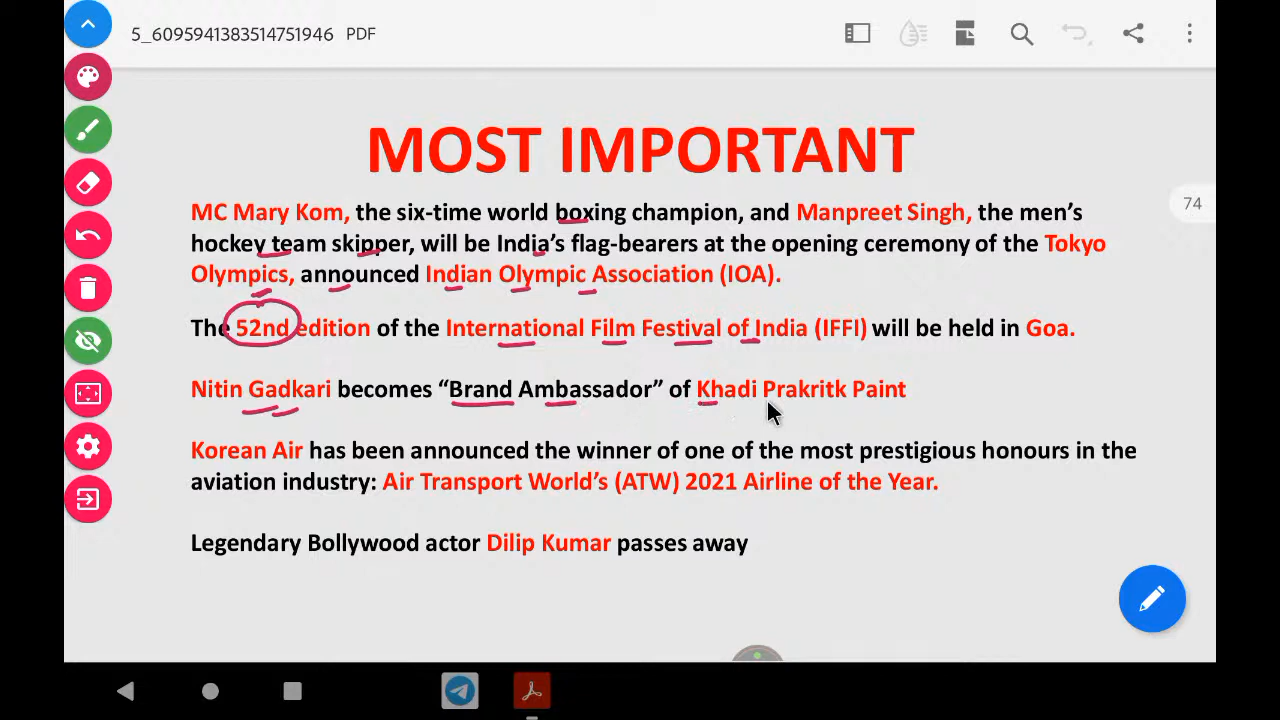 5_6095941383514751946 PDF
MOST IMPORTANT
74
MC Mary Kom, the six-time world boxing champion, and Manpreet Singh, the men's
hockey team skipper, will be India's flag-bearers at the opening ceremony of the Tokyo
Olympics, announced Indian Olympic Association (IOA).
The 52nd edition of the International Film Festival of India (IFFI) will be held in Goa.
Nitin Gadkari becomes “Brand Ambassador” of Khadi Prakritk Paint
Korean Air has been announced the winner of one of the most prestigious honours in the
aviation industry: Air Transport World's (ATW) 2021 Airline of the Year.
Legendary Bollywood actor Dilip Kumar passes away